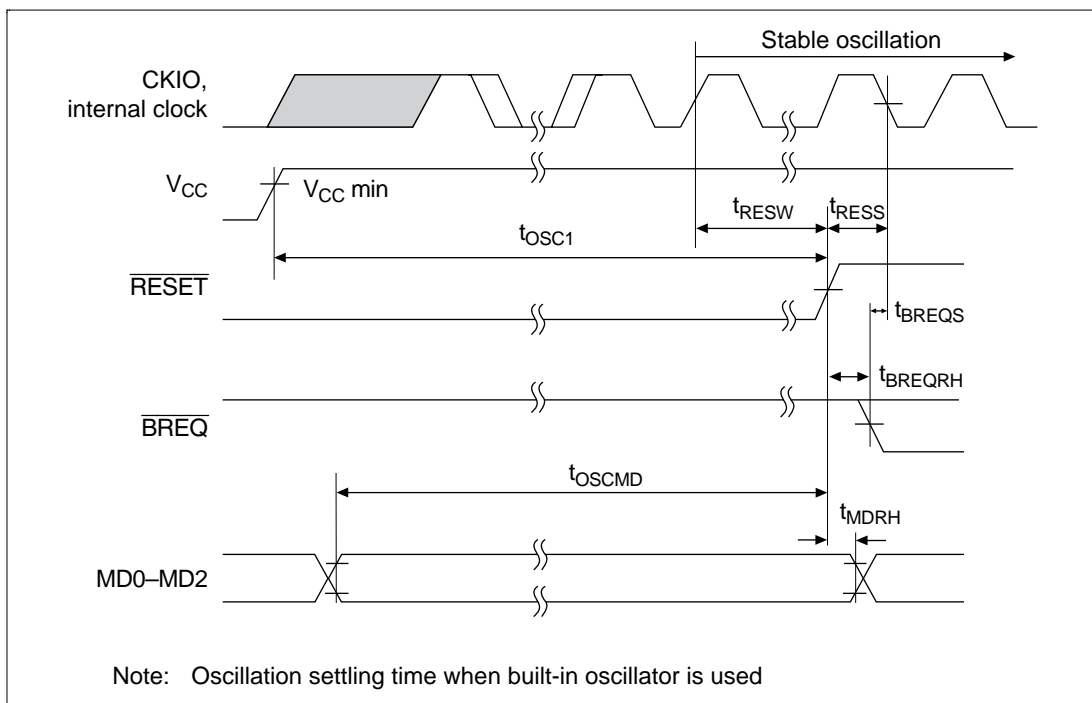 Stable oscillation
CKIO,
internal clock
VCC
VCC min
tRESW
tRESS
tOSC1
RESET
tBREQS
tBREQRH
BREQ
tOSCMD
tMDRH
MD0–MD2
Note: Oscillation settling time when built-in oscillator is used